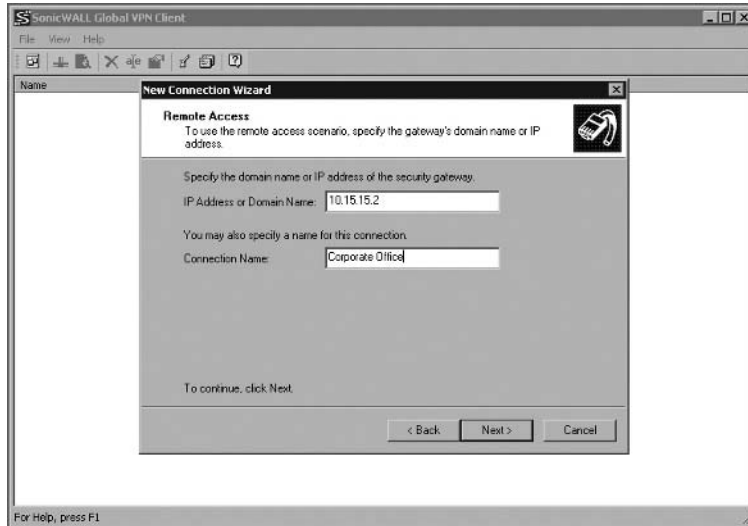 SonicWALL Global VPN Client
File View Help
Name
New Connection Wizard
Remote Access
To use the remote access scenario, specify the gateway's domain name or IP
address.
Specify the domain name or IP address of the security gateway.
IP Address or Domain Name: 10.15.15.2
You may also specify a name for this connection.
Connection Name: Corporate Office
To continue, click Next.
< Back Next > Cancel
For Help, press F1